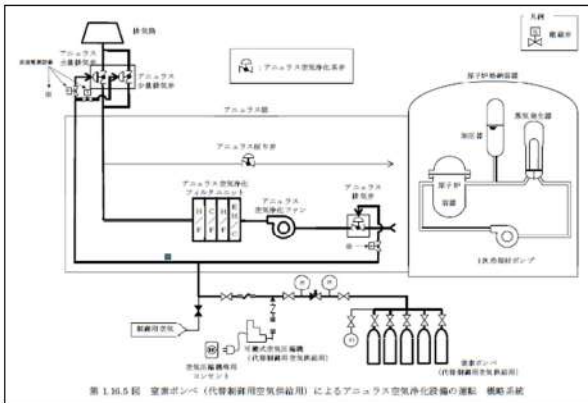 排気筒
凡例
電磁弁
アニュラス
少量排気弁
アニュラス
全量排気弁
:アニュラス空気浄化系弁
原子炉格納容器
蒸気発生器
加圧器
アニュラス部
アニュラス戻り弁
アニュラス空気浄化
フィルタユニット
アニュラス
空気浄化ファン
アニュラス
排気弁
原子炉
容器
1次冷却材ポンプ
制御用空気
可搬式空気圧縮機
(代替制御用空気供給用)
空気圧縮機専用
コンセント
窒素ボンベ
(代替制御用空気供給用)
第 1.16.5 図 窒素ボンベ(代替制御用空気供給用)によるアニュラス空気浄化設備の運転 概略系統